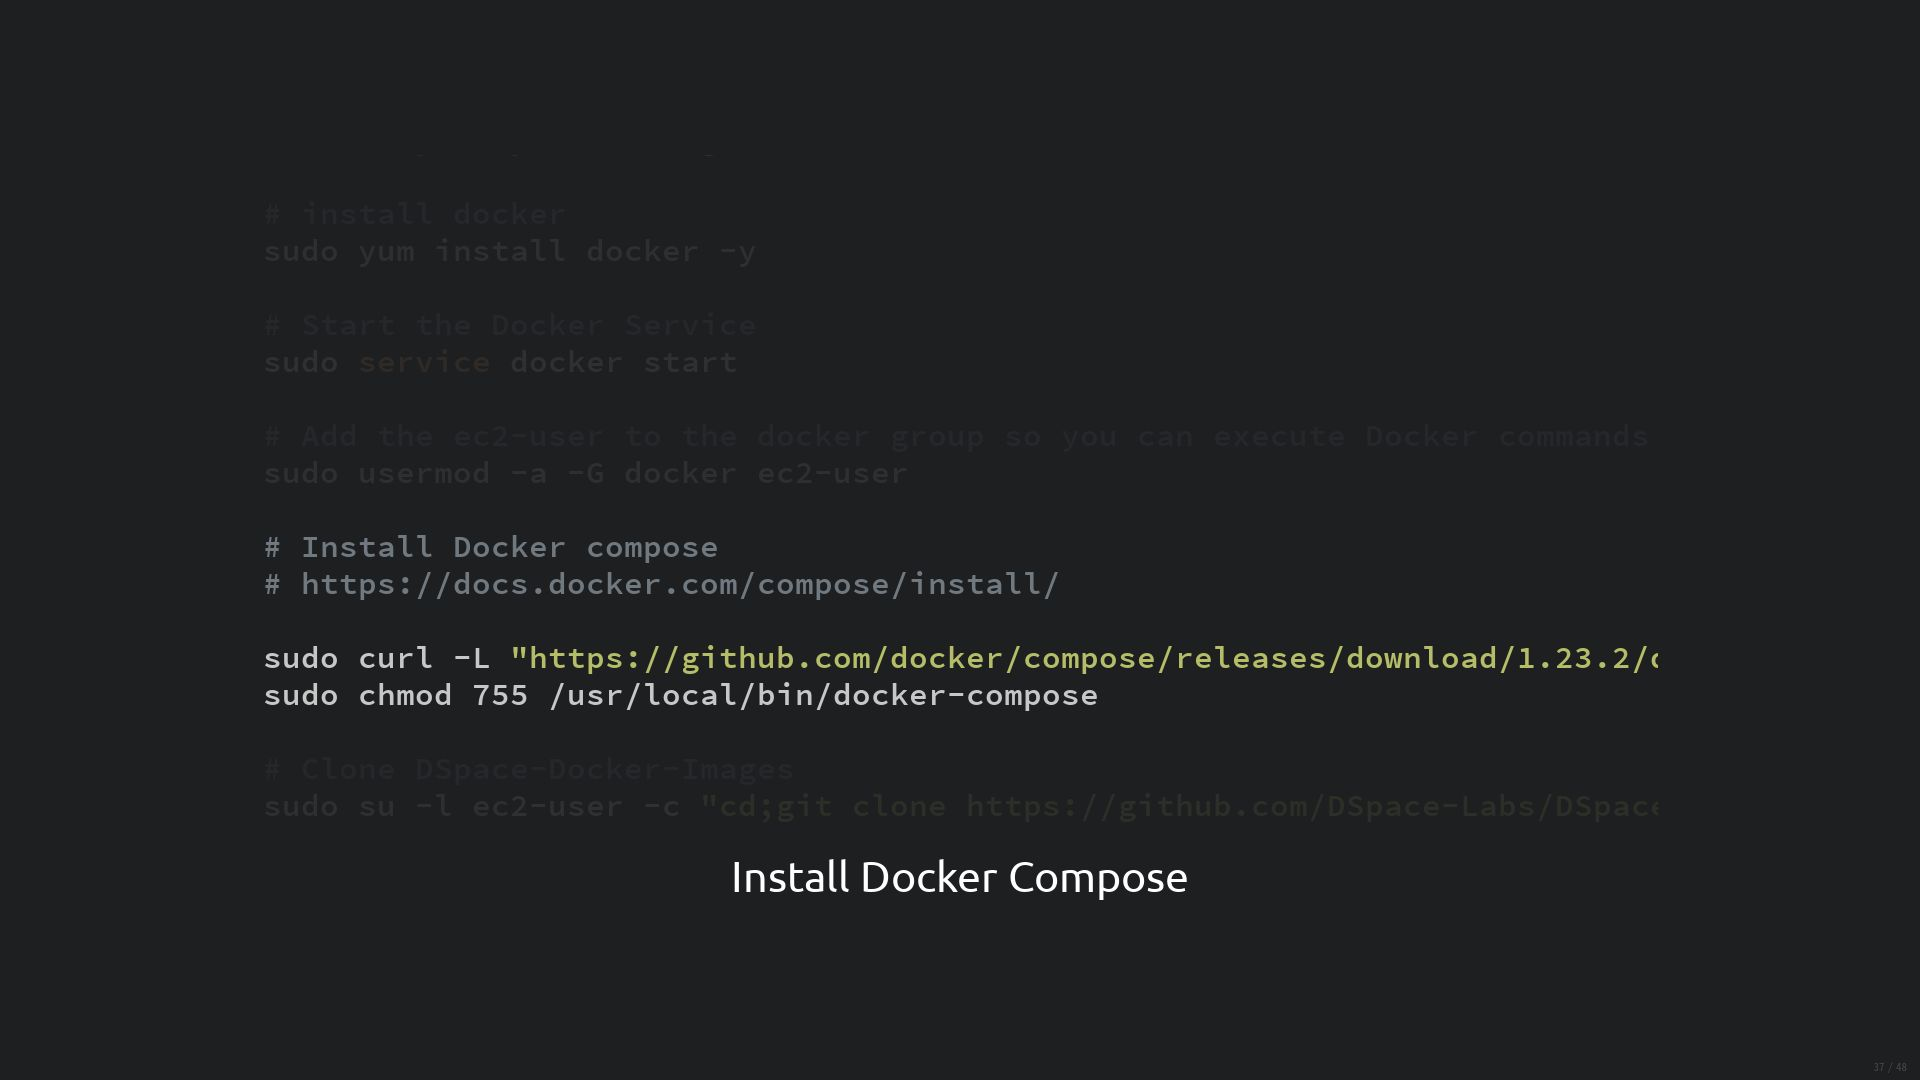 # install docker
sudo yum install docker -y
# Start the Docker Service
sudo service docker start
# Add the ec2-user to the docker group so you can execute Docker commands
sudo usermod -a -G docker ec2-user
# Install Docker compose
# https://docs.docker.com/compose/install/
sudo curl -L "https://github.com/docker/compose/releases/download/1.23.2/
sudo chmod 755 /usr/local/bin/docker-compose
# Clone DSpace-Docker-Images
sudo su -l ec2-user -c "cd;git clone https://github.com/DSpace-Labs/DSpace
Install Docker Compose
37 / 48